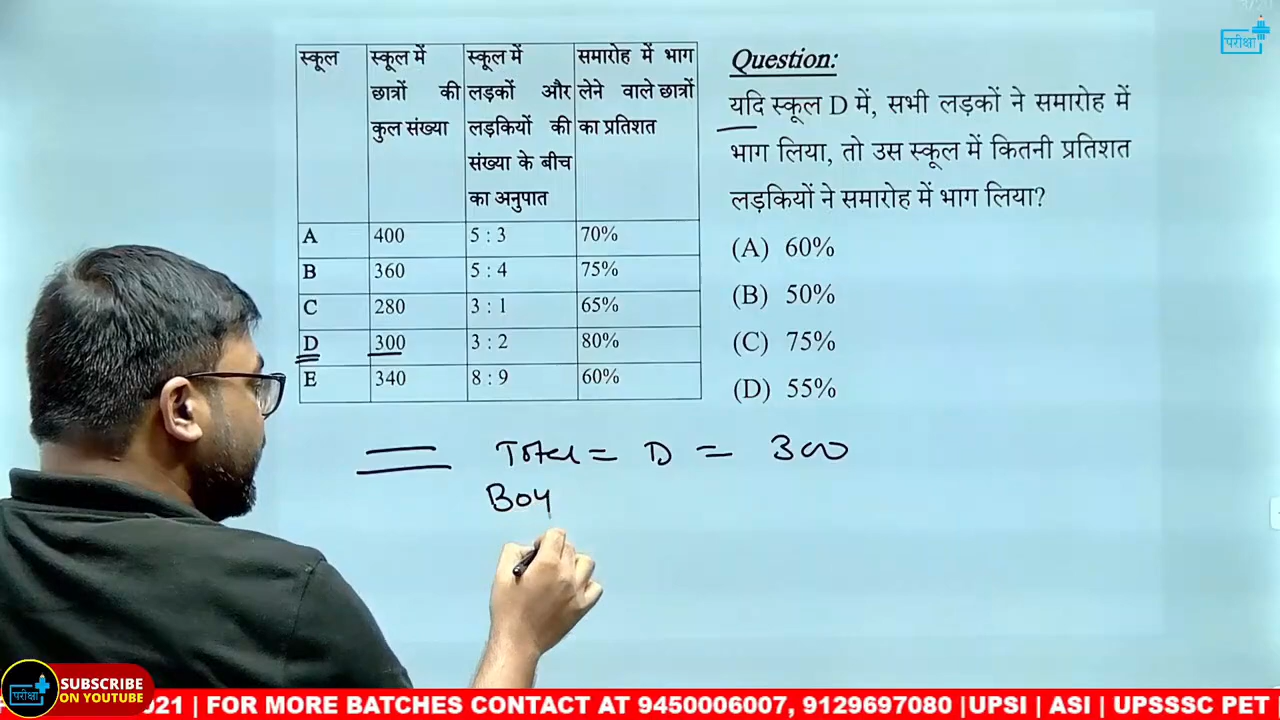 परीक्षा
स्कूल
स्कूल में छात्रों की कुल संख्या
स्कूल में लड़कों और लड़कियों की संख्या के बीच का अनुपात
समारोह में भाग लेने वाले छात्रों का प्रतिशत
A 400 5 : 3 70%
B 360 5 : 4 75%
C 280 3 : 1 65%
D 300 3 : 2 80%
E 340 8 : 9 60%
Question:
यदि स्कूल D में, सभी लड़कों ने समारोह में
भाग लिया, तो उस स्कूल में कितनी प्रतिशत
लड़कियों ने समारोह में भाग लिया?
(A) 60%
(B) 50%
(C) 75%
(D) 55%
Total = D = 300
Boy
परीक्षा
SUBSCRIBE
ON YOUTUBE
021 | FOR MORE BATCHES CONTACT AT 9450006007, 9129697080 |UPSI | ASI | UPSSSC PET